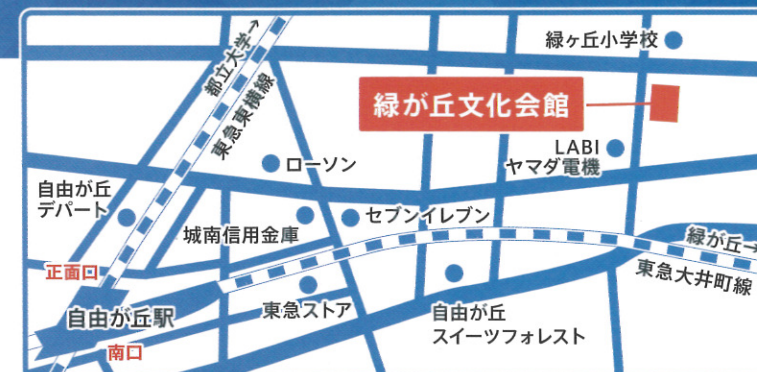 都立大学→
東急東横線
緑ヶ丘小学校
緑が丘文化会館
ローソン
LABI
ヤマダ電機
自由が丘
デパート
城南信用金庫
セブンイレブン
緑が丘→
東急大井町線
正面口
自由が丘駅
東急ストア
自由が丘
スイーツフォレスト
南口